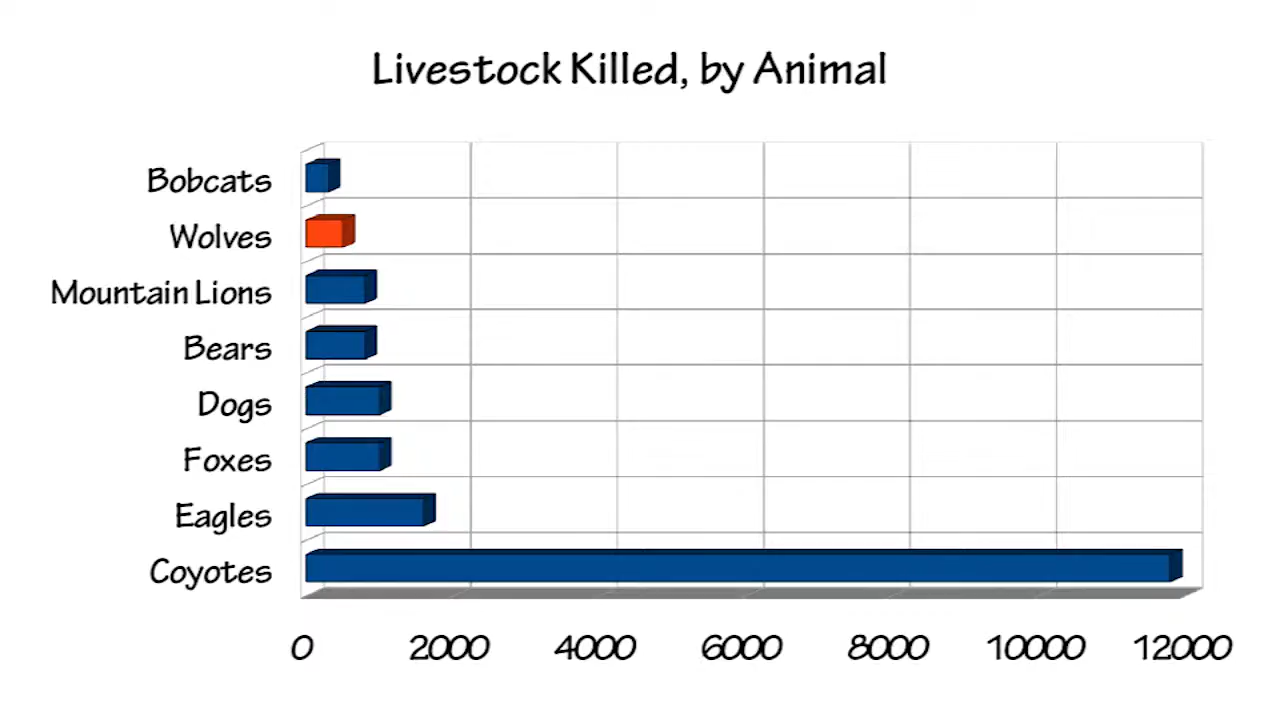 Livestock Killed, by Animal
Bobcats
Wolves
Mountain Lions
Bears
Dogs
Foxes
Eagles
Coyotes
0 2000 4000 6000 8000 10000 12000